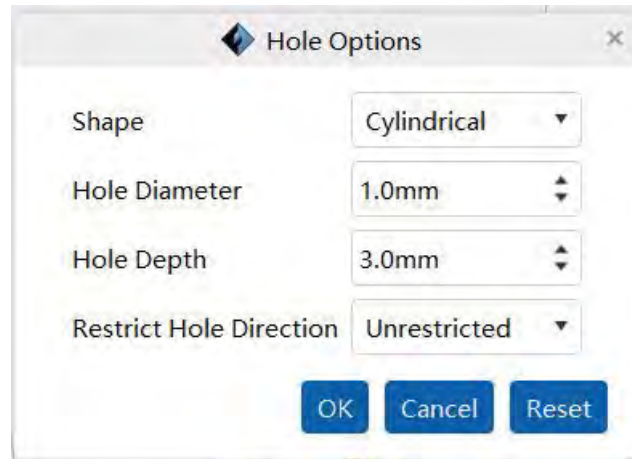 Hole Options
Shape Cylindrical
Hole Diameter 1.0mm
Hole Depth 3.0mm
Restrict Hole Direction Unrestricted
OK Cancel Reset